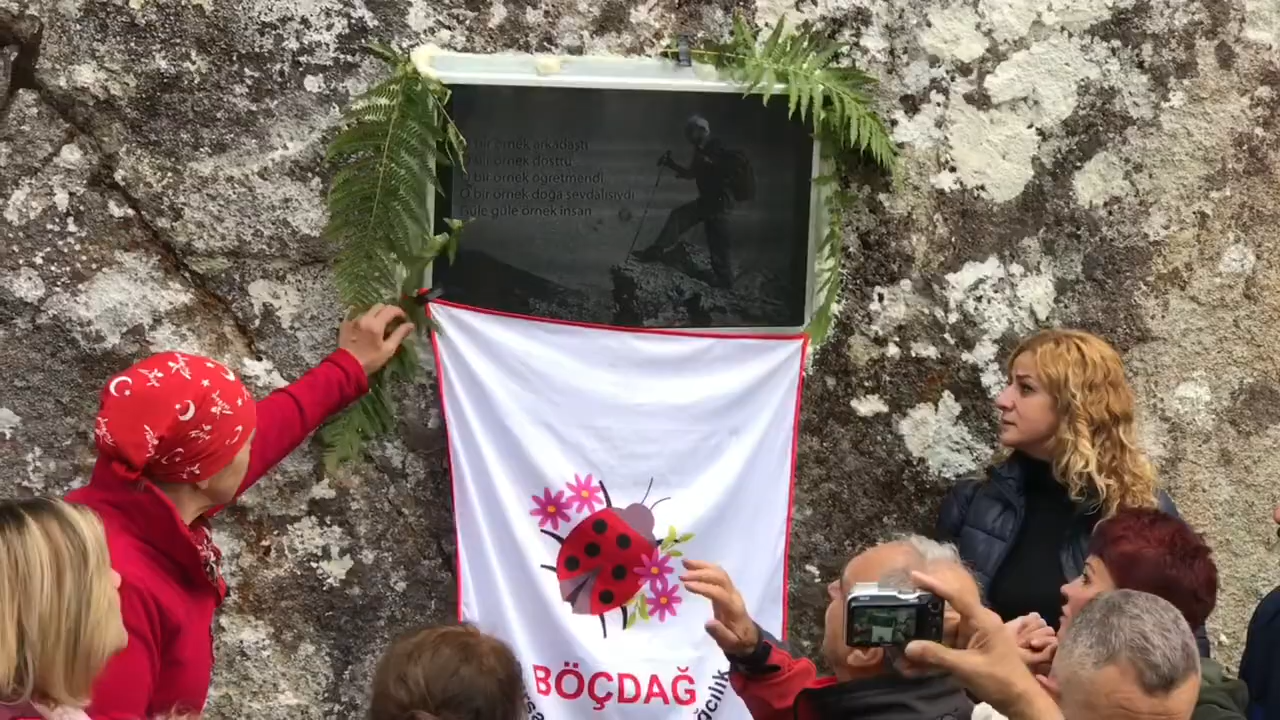 bir örnek arkadaştı
O bir örnek dosttu
O bir örnek öğretmendi
O bir örnek doğa sevdalısıydı
Güle güle örnek insan
BÖÇDAĞ